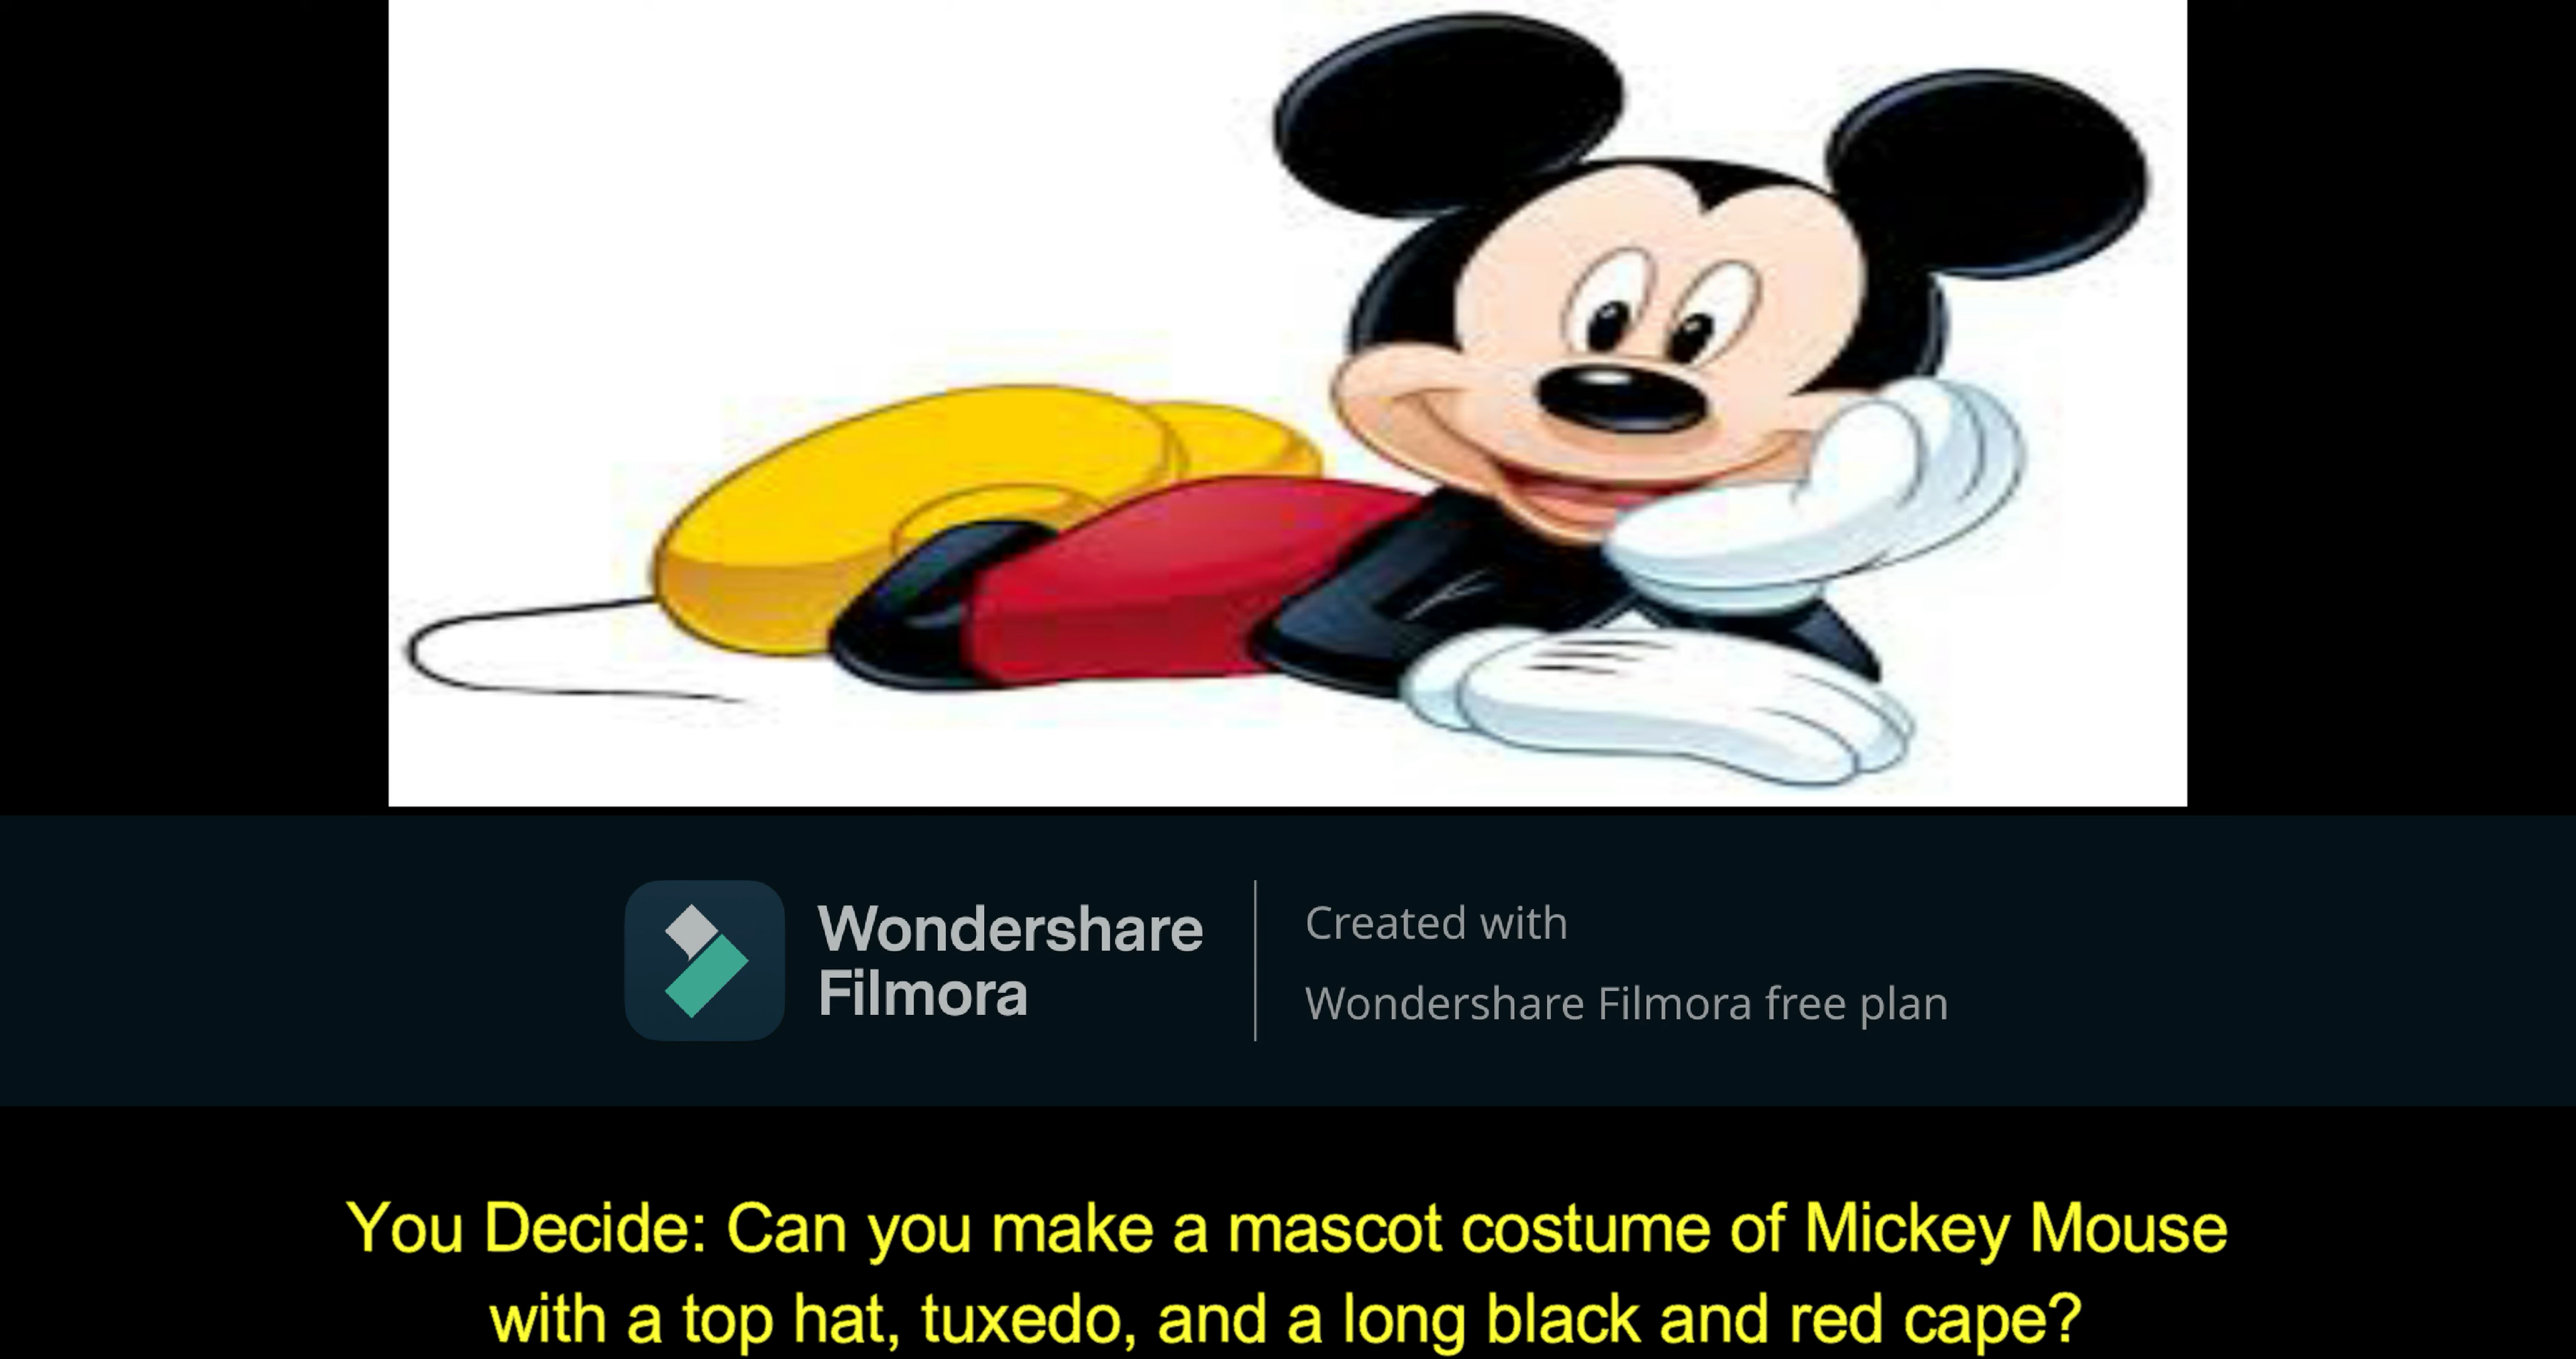 Wondershare
Filmora
Created with
Wondershare Filmora free plan
You Decide: Can you make a mascot costume of Mickey Mouse
with a top hat, tuxedo, and a long black and red cape?